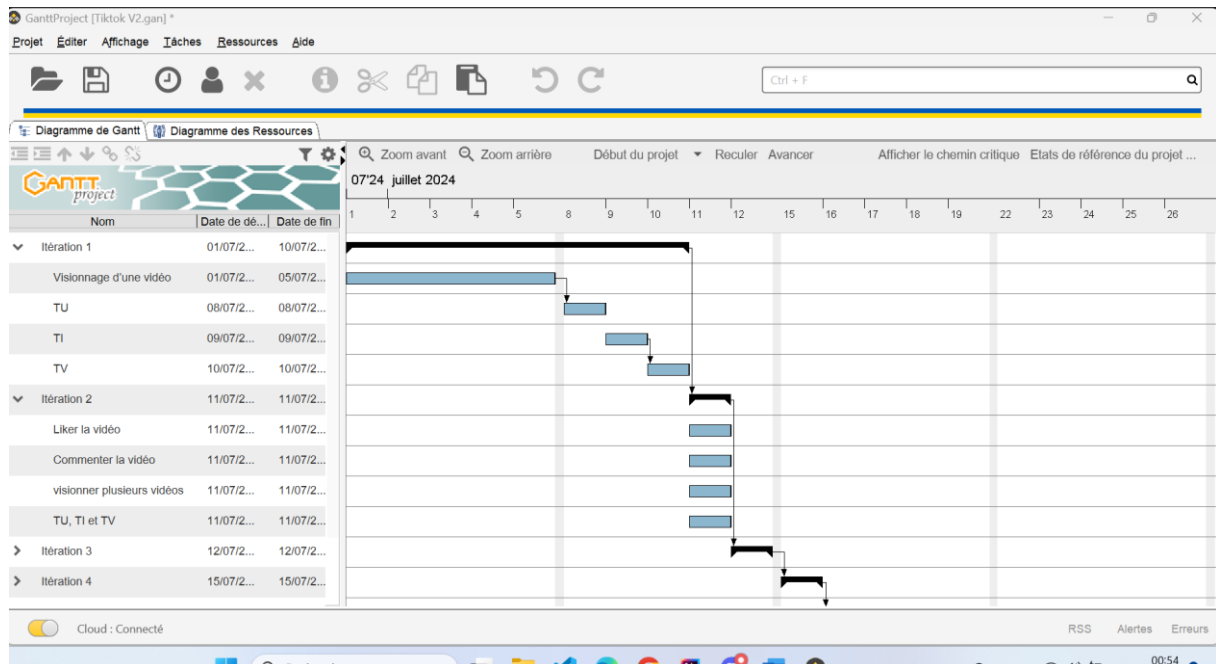 GanttProject [Tiktok V2.gan] *
Projet Éditer Affichage Tâches Ressources Aide
Ctrl + F
Diagramme de Gantt Diagramme des Ressources
Zoom avant Zoom arrière Début du projet Reculer Avancer Afficher le chemin critique Etats de référence du projet ...
GANTT project
07'24 juillet 2024
Nom Date de dé... Date de fin
1 2 3 4 5 8 9 10 11 12 15 16 17 18 19 22 23 24 25 26
Itération 1 01/07/2... 10/07/2...
Visionnage d'une vidéo 01/07/2... 05/07/2...
TU 08/07/2... 08/07/2...
TI 09/07/2... 09/07/2...
TV 10/07/2... 10/07/2...
Itération 2 11/07/2... 11/07/2...
Liker la vidéo 11/07/2... 11/07/2...
Commenter la vidéo 11/07/2... 11/07/2...
visionner plusieurs vidéos 11/07/2... 11/07/2...
TU, TI et TV 11/07/2... 11/07/2...
Itération 3 12/07/2... 12/07/2...
Itération 4 15/07/2... 15/07/2...
Cloud : Connecté RSS Alertes Erreurs
00:54